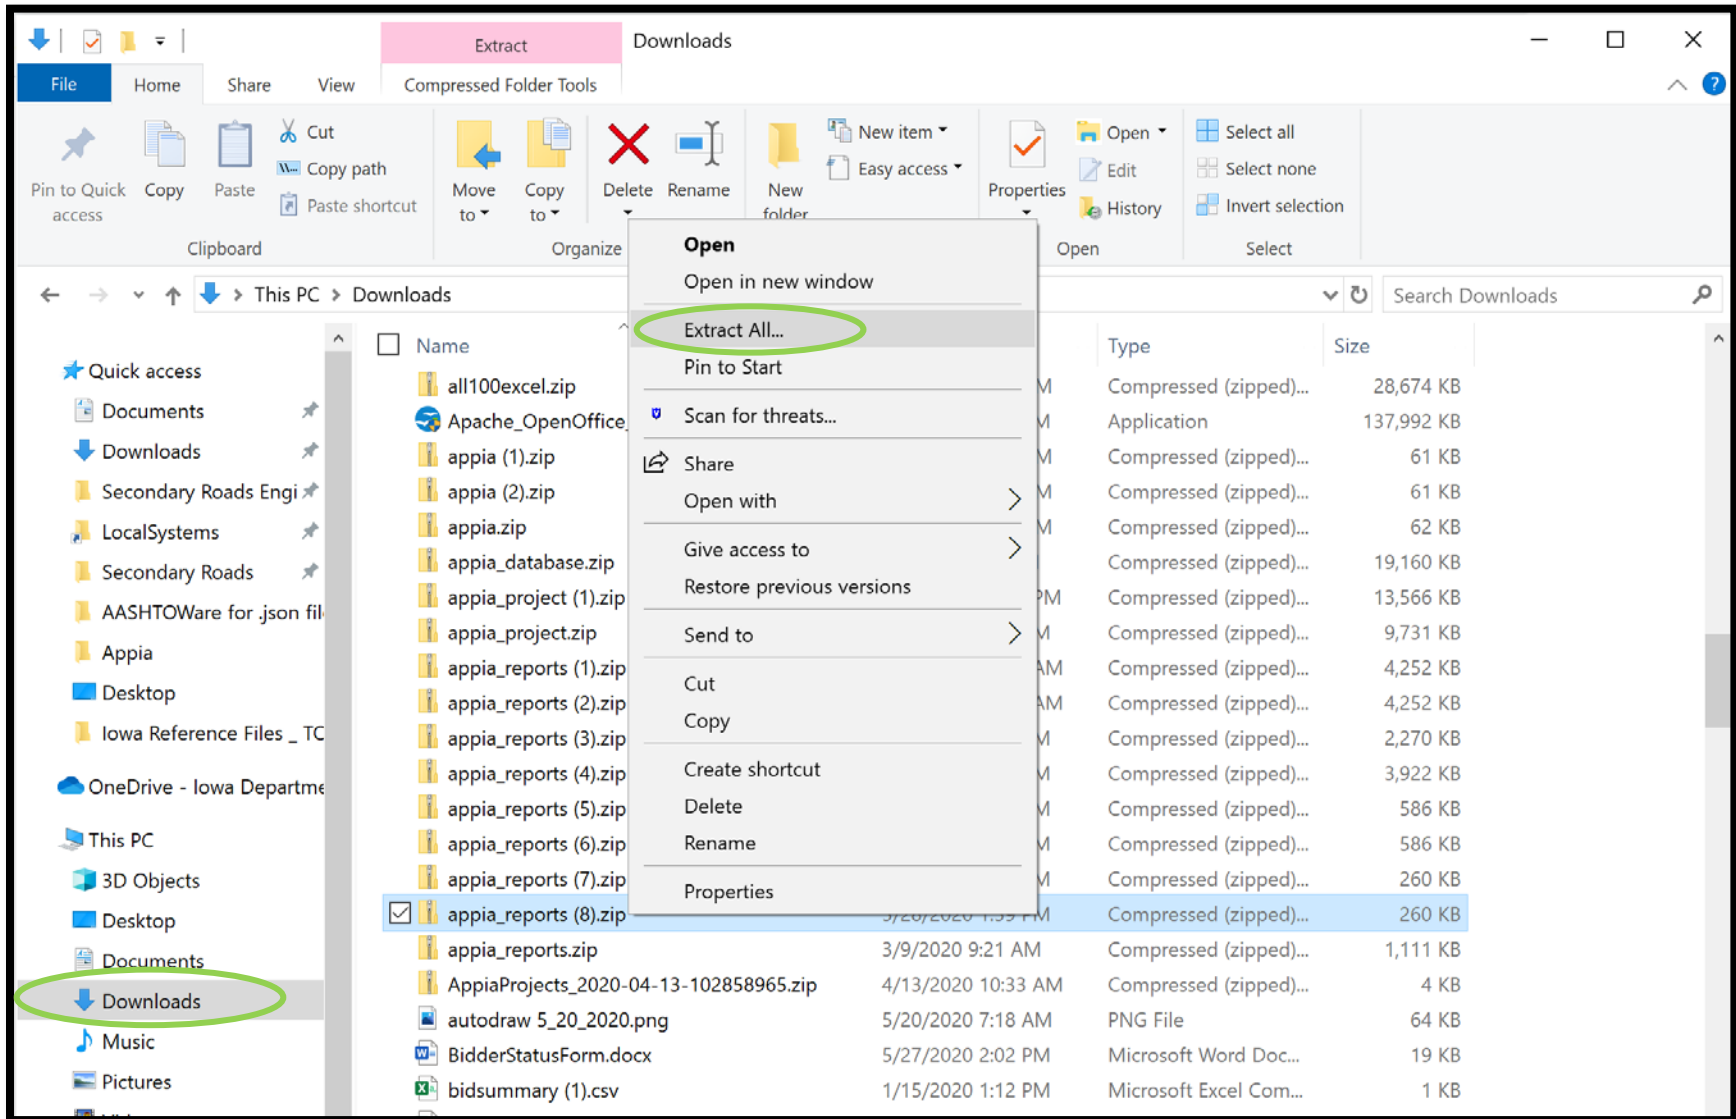 Extract
Downloads
File
Home
Share
View
Compressed Folder Tools
Pin to Quick access
Copy
Paste
Cut
Copy path
Paste shortcut
Move to
Copy to
Delete
Rename
New folder
New item
Easy access
Properties
Open
Edit
History
Select all
Select none
Invert selection
Clipboard
Organize
Open
Select
This PC > Downloads
Search Downloads
Quick access
Documents
Downloads
Secondary Roads Engi
LocalSystems
Secondary Roads
AASHTOWare for .json fil
Appia
Desktop
Iowa Reference Files _ TC
OneDrive - Iowa Departme
This PC
3D Objects
Desktop
Documents
Downloads
Music
Pictures
Open
Open in new window
Extract All...
Pin to Start
Scan for threats...
Share
Open with
Give access to
Restore previous versions
Send to
Cut
Copy
Create shortcut
Delete
Rename
Properties
Name Type Size
all100excel.zip M Compressed (zipped)... 28,674 KB
Apache_OpenOffice_ M Application 137,992 KB
appia (1).zip M Compressed (zipped)... 61 KB
appia (2).zip M Compressed (zipped)... 61 KB
appia.zip M Compressed (zipped)... 62 KB
appia_database.zip Compressed (zipped)... 19,160 KB
appia_project (1).zip PM Compressed (zipped)... 13,566 KB
appia_project.zip M Compressed (zipped)... 9,731 KB
appia_reports (1).zip AM Compressed (zipped)... 4,252 KB
appia_reports (2).zip AM Compressed (zipped)... 4,252 KB
appia_reports (3).zip M Compressed (zipped)... 2,270 KB
appia_reports (4).zip M Compressed (zipped)... 3,922 KB
appia_reports (5).zip M Compressed (zipped)... 586 KB
appia_reports (6).zip M Compressed (zipped)... 586 KB
appia_reports (7).zip M Compressed (zipped)... 260 KB
appia_reports (8).zip 5/28/2020 1:59 PM Compressed (zipped)... 260 KB
appia_reports.zip 3/9/2020 9:21 AM Compressed (zipped)... 1,111 KB
AppiaProjects_2020-04-13-102858965.zip 4/13/2020 10:33 AM Compressed (zipped)... 4 KB
autodraw 5_20_2020.png 5/20/2020 7:18 AM PNG File 64 KB
BidderStatusForm.docx 5/27/2020 2:02 PM Microsoft Word Doc... 19 KB
bidsummary (1).csv 1/15/2020 1:12 PM Microsoft Excel Com... 1 KB